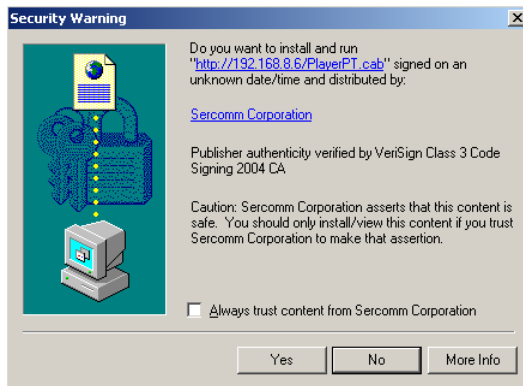 Security Warning
Do you want to install and run
"http://192.168.8.6/PlayerPT.cab" signed on an
unknown date/time and distributed by:
Sercomm Corporation
Publisher authenticity verified by VeriSign Class 3 Code
Signing 2004 CA
Caution: Sercomm Corporation asserts that this content is
safe. You should only install/view this content if you trust
Sercomm Corporation to make that assertion.
Always trust content from Sercomm Corporation
Yes No More Info